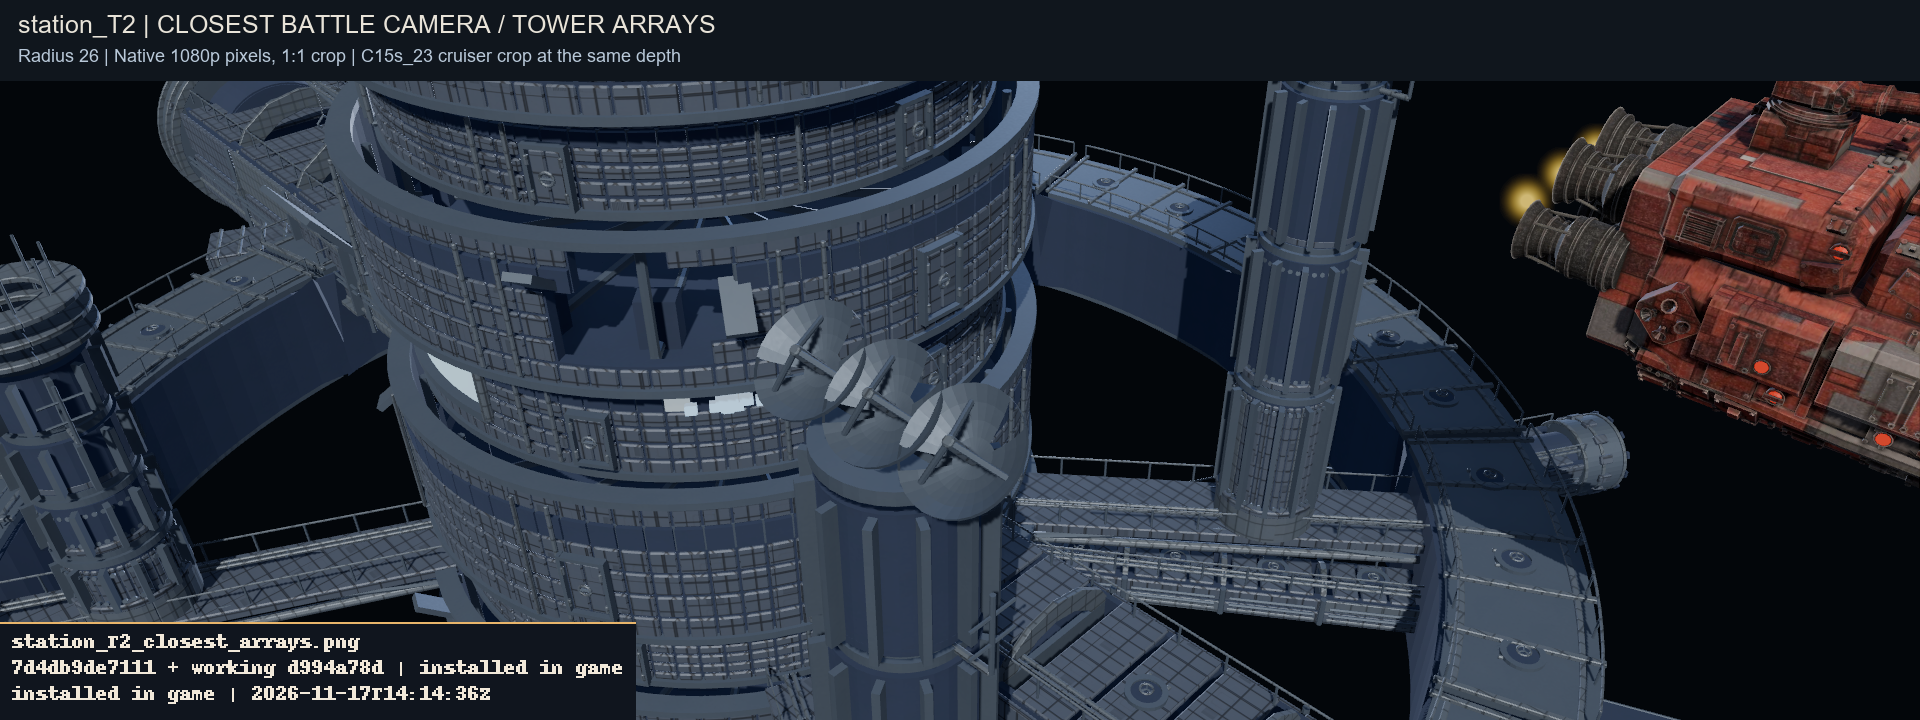 station_T2 | CLOSEST BATTLE CAMERA / TOWER ARRAYS
Radius 26 | Native 1080p pixels, 1:1 crop | C15s_23 cruiser crop at the same depth
station_T2_closest_arrays.png
7d4db9de7111 + working d994a78d | installed in game
installed in game | 2026-11-17T14:14:36Z